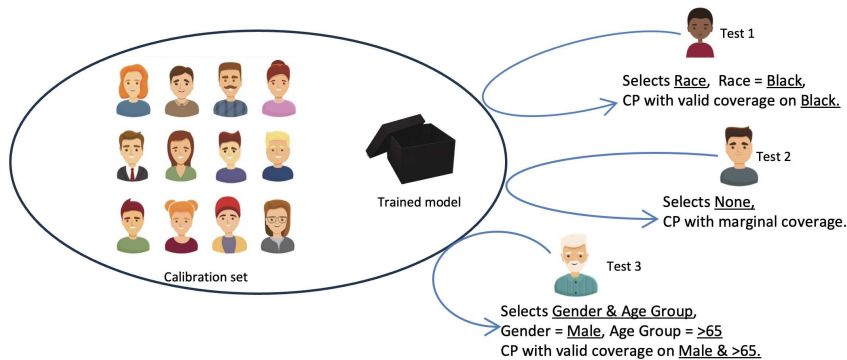 Test 1
Selects Race, Race = Black,
CP with valid coverage on Black.
Test 2
Selects None,
CP with marginal coverage.
Trained model
Calibration set
Test 3
Selects Gender & Age Group,
Gender = Male, Age Group = >65
CP with valid coverage on Male & >65.